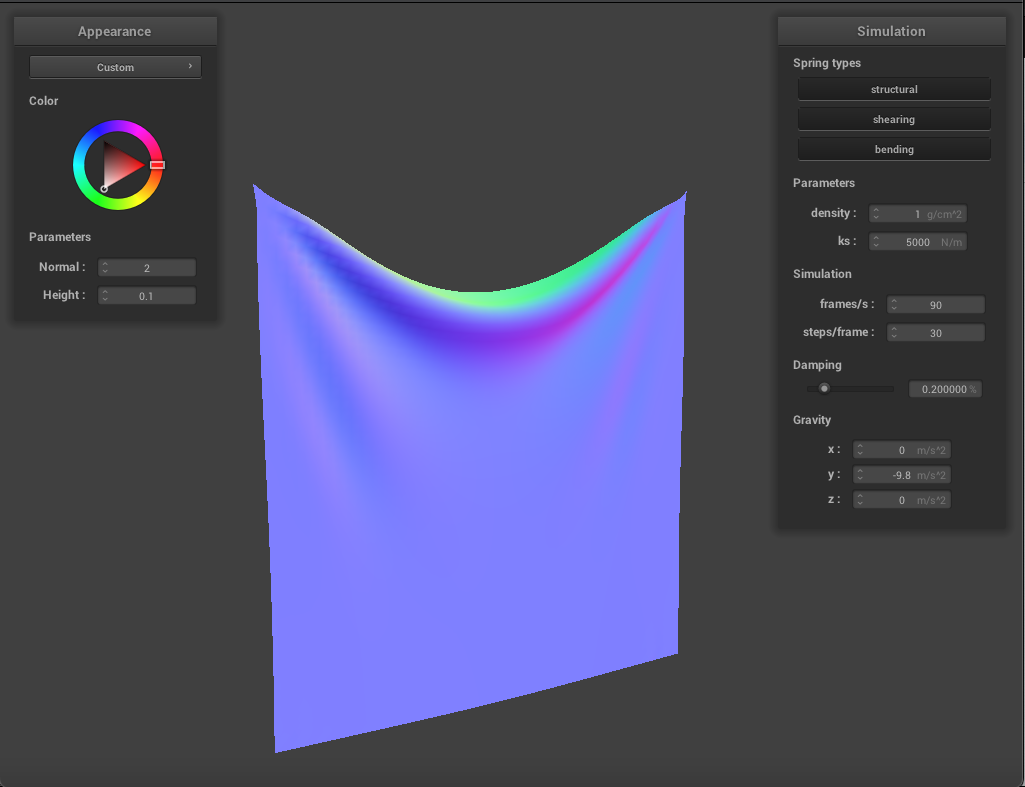 Appearance
Custom
Color
Parameters
Normal : 2
Height : 0.1
Simulation
Spring types
structural
shearing
bending
Parameters
density : 1 g/cm^2
ks : 5000 N/m
Simulation
frames/s : 90
steps/frame : 30
Damping
0.200000 %
Gravity
x : 0 m/s^2
y : -9.8 m/s^2
z : 0 m/s^2